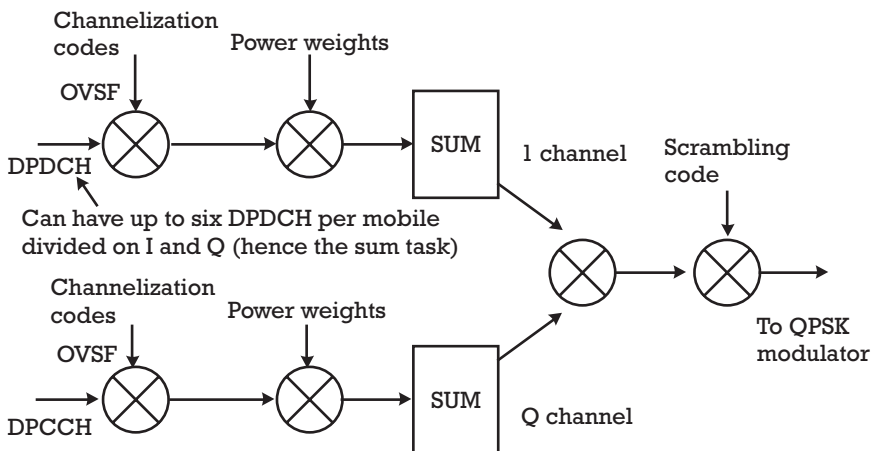 Channelization
codes
Power weights
OVSF
SUM
1 channel
Scrambling
code
DPDCH
Can have up to six DPDCH per mobile
divided on I and Q (hence the sum task)
Channelization
codes
Power weights
OVSF
To QPSK
modulator
SUM
Q channel
DPCCH